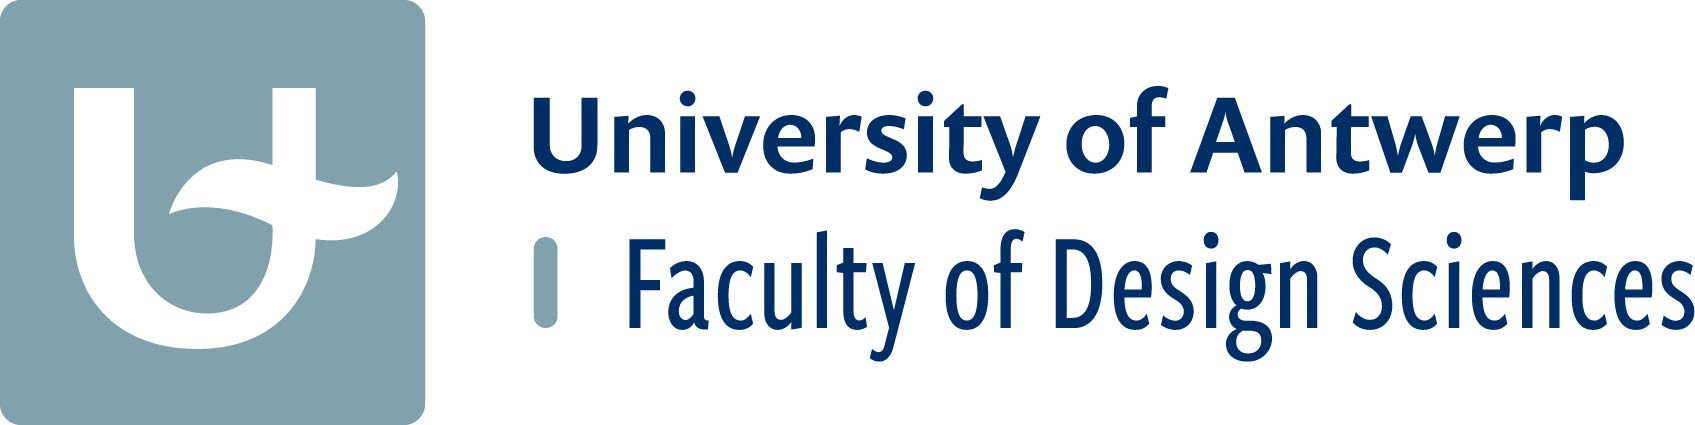 University of Antwerp
Faculty of Design Sciences